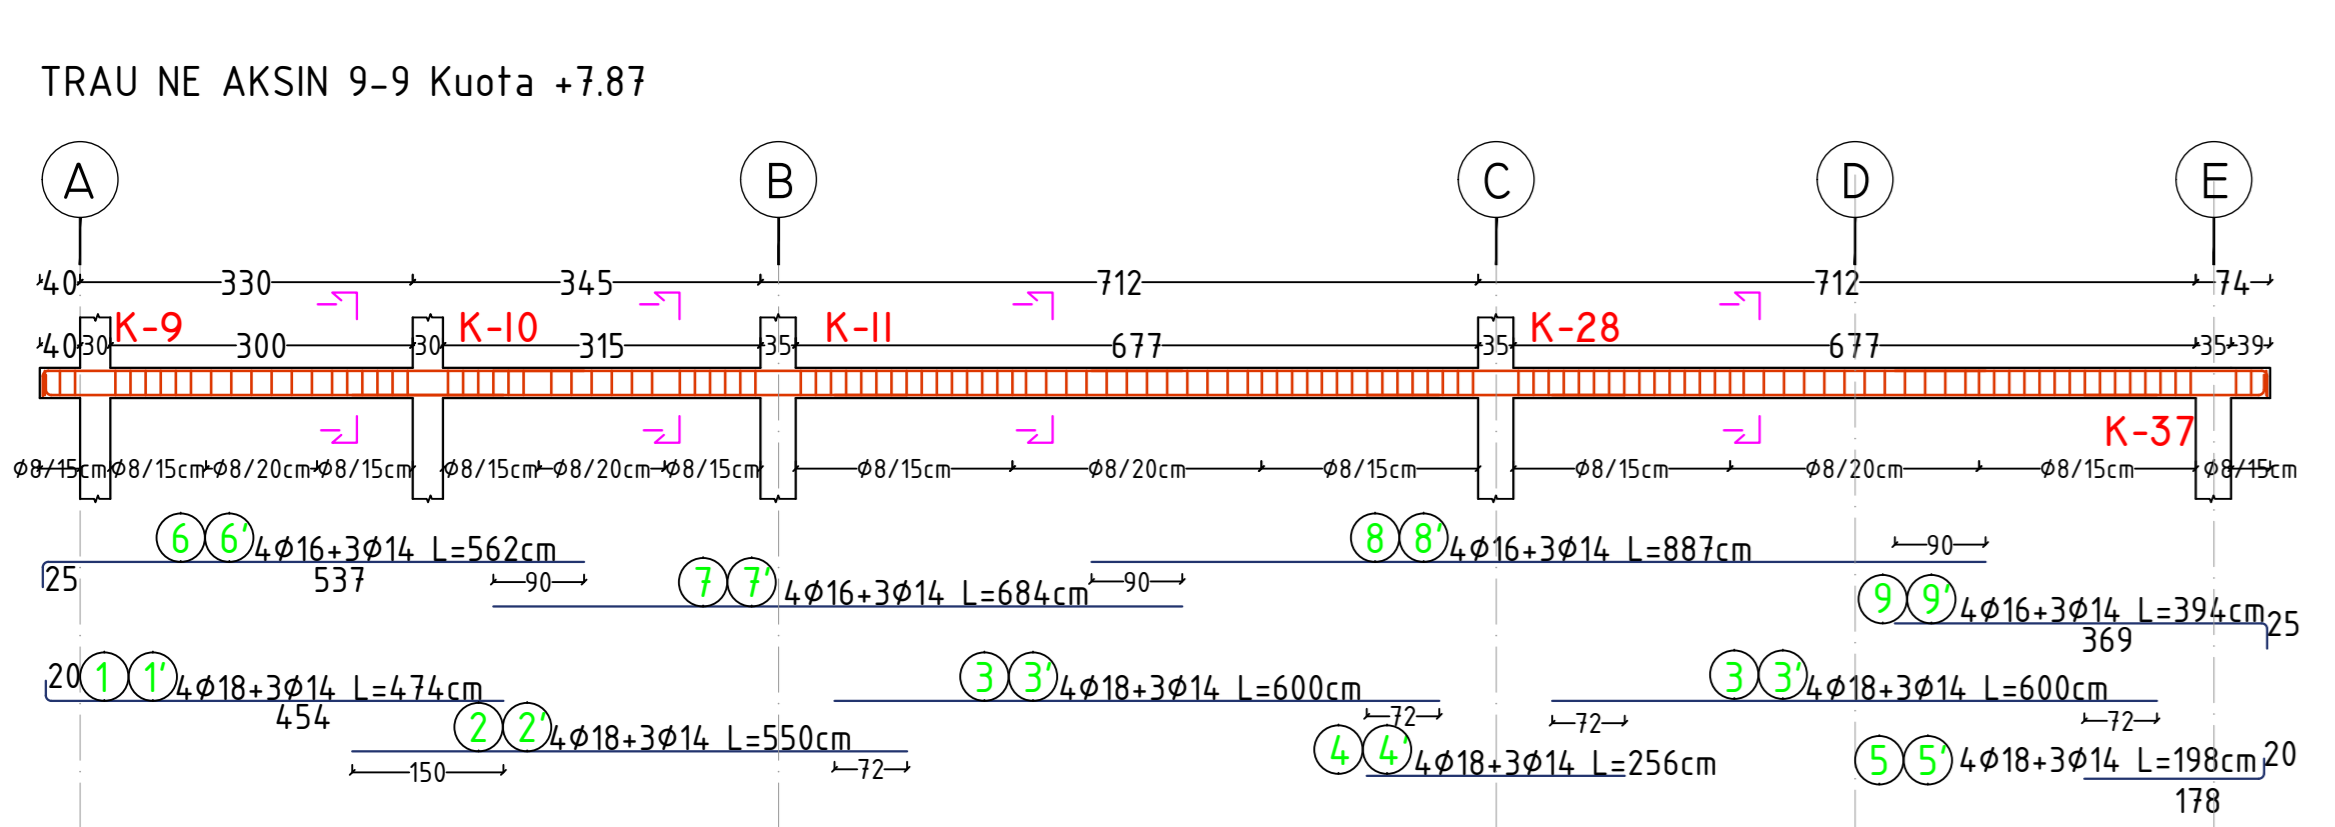 TRAU NE AKSIN 9-9 Kuota +7.87
A B C D E
40 330 345 712 712 74
K-9 K-10 K-11 K-28
40 30 300 30 315 35 677 35 677 35 39
K-37
Φ8/15cm Φ8/15cm Φ8/20cm Φ8/15cm Φ8/15cm Φ8/20cm Φ8/15cm Φ8/15cm Φ8/20cm Φ8/15cm Φ8/15cm Φ8/20cm Φ8/15cm Φ8/15cm
6 6' 4Φ16+3Φ14 L=562cm
25 537 90
7 7' 4Φ16+3Φ14 L=684cm
90
8 8' 4Φ16+3Φ14 L=887cm
90
9 9' 4Φ16+3Φ14 L=394cm 25
369
20 1 1' 4Φ18+3Φ14 L=474cm
454
2 2' 4Φ18+3Φ14 L=550cm
150 72
3 3' 4Φ18+3Φ14 L=600cm
72
4 4' 4Φ18+3Φ14 L=256cm
3 3' 4Φ18+3Φ14 L=600cm
72 72
5 5' 4Φ18+3Φ14 L=198cm 20
178